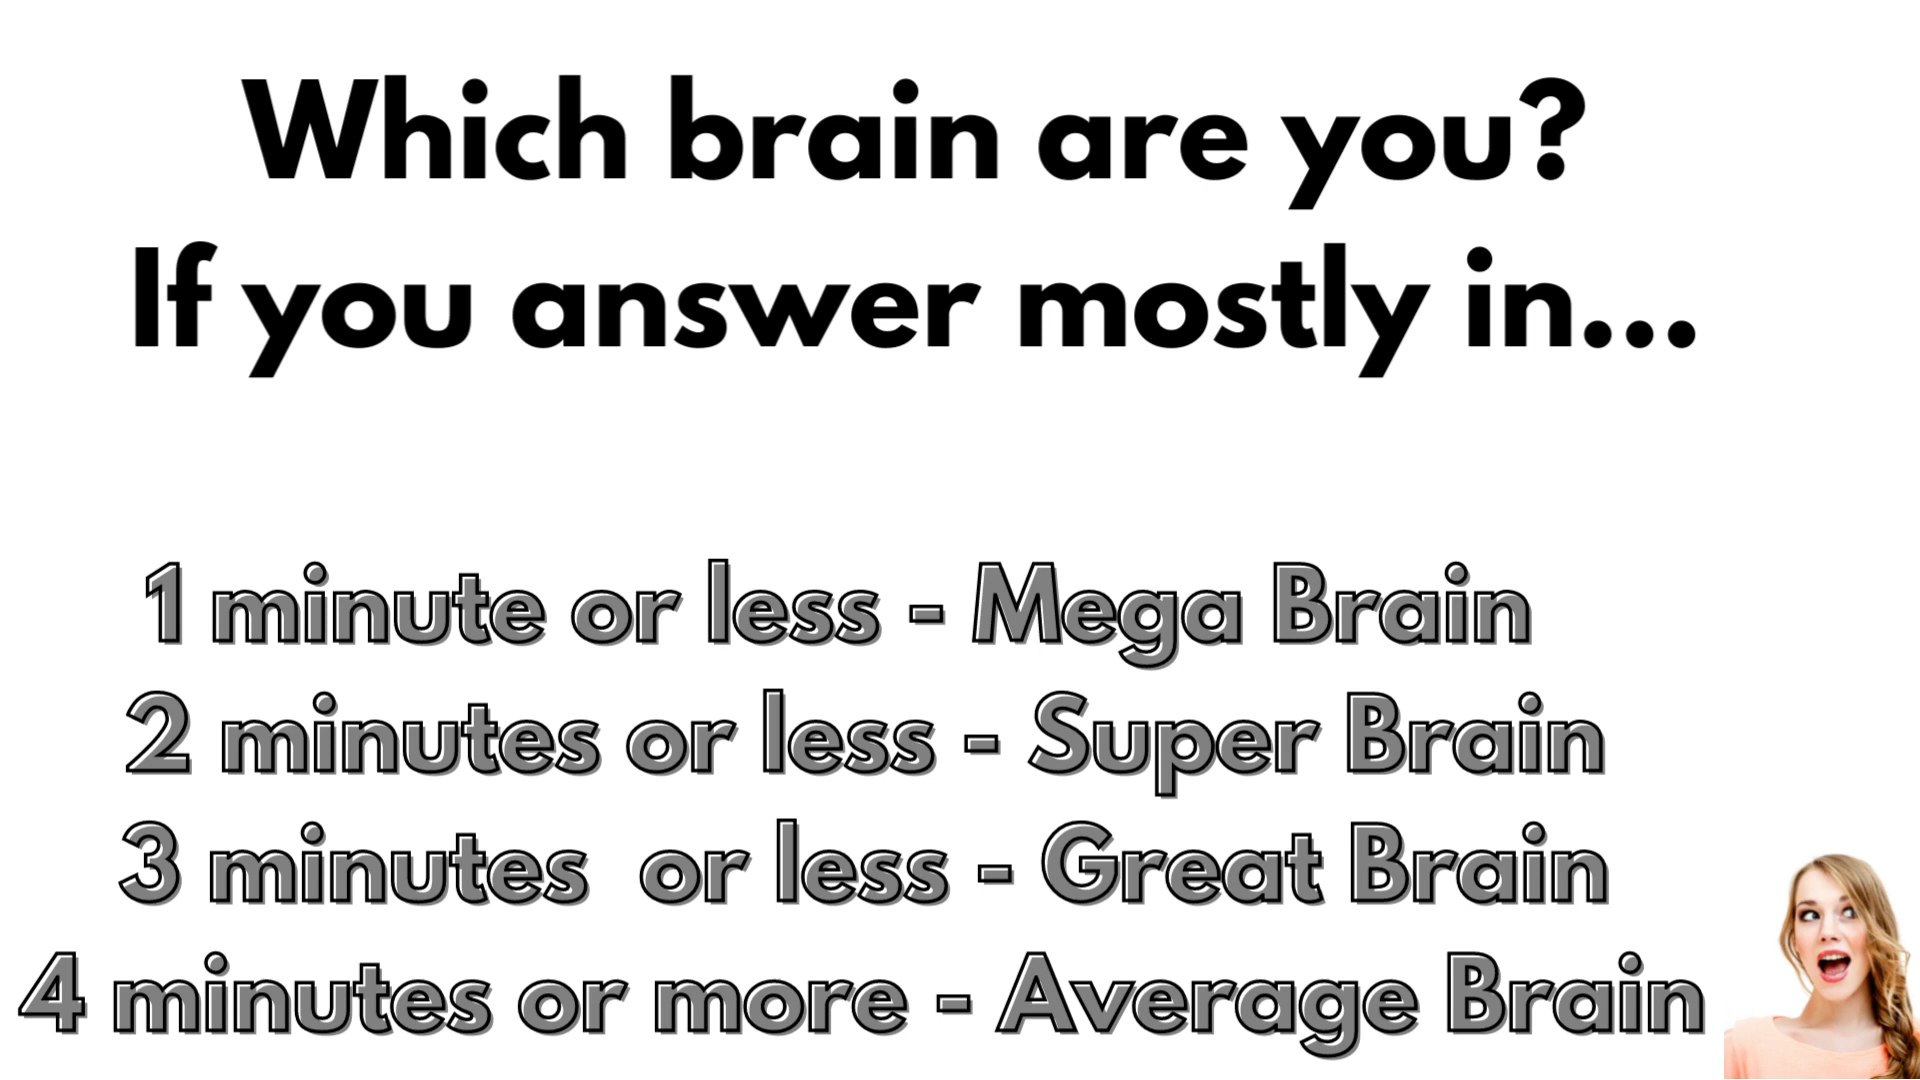 Which brain are you?
If you answer mostly in...
1 minute or less - Mega Brain
2 minutes or less - Super Brain
3 minutes  or less - Great Brain
4 minutes or more - Average Brain